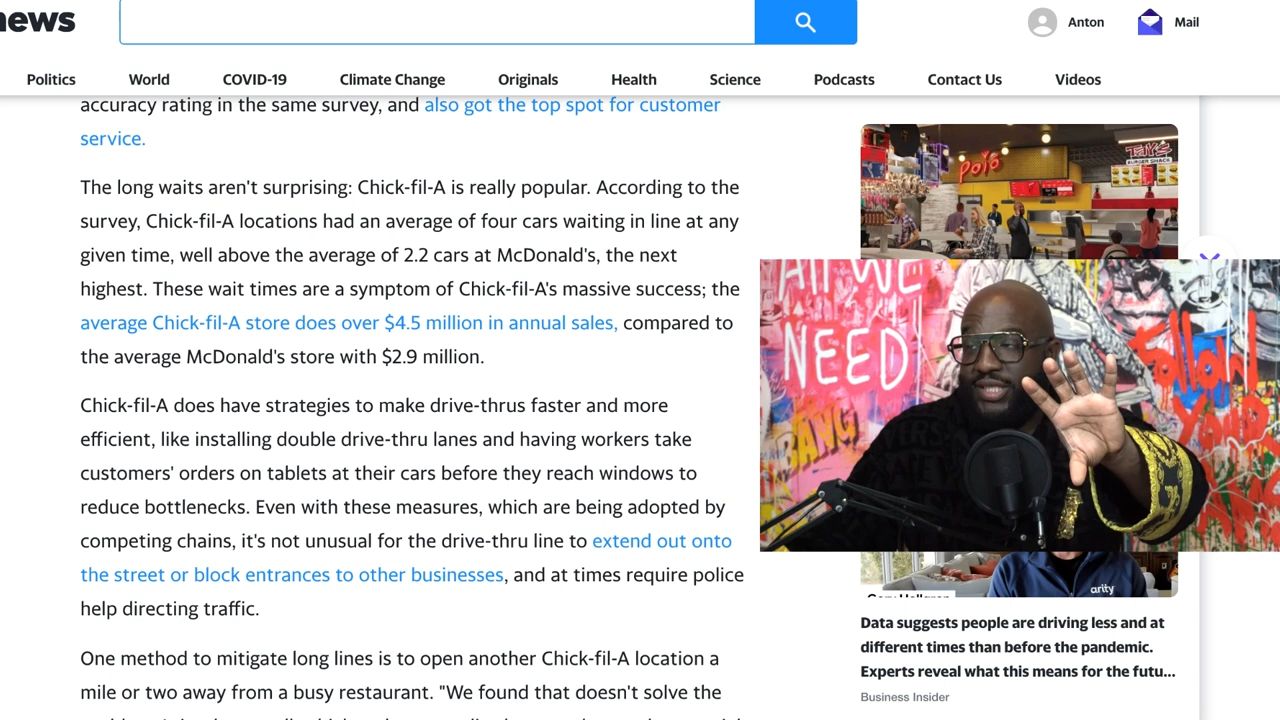 news
Anton
Mail
Politics
World
COVID-19
Climate Change
Originals
Health
Science
Podcasts
Contact Us
Videos
accuracy rating in the same survey, and also got the top spot for customer
service.
The long waits aren't surprising: Chick-fil-A is really popular. According to the
survey, Chick-fil-A locations had an average of four cars waiting in line at any
given time, well above the average of 2.2 cars at McDonald's, the next
highest. These wait times are a symptom of Chick-fil-A's massive success; the
average Chick-fil-A store does over $4.5 million in annual sales, compared to
the average McDonald's store with $2.9 million.
Chick-fil-A does have strategies to make drive-thrus faster and more
efficient, like installing double drive-thru lanes and having workers take
customers' orders on tablets at their cars before they reach windows to
reduce bottlenecks. Even with these measures, which are being adopted by
competing chains, it's not unusual for the drive-thru line to extend out onto
the street or block entrances to other businesses, and at times require police
help directing traffic.
One method to mitigate long lines is to open another Chick-fil-A location a
mile or two away from a busy restaurant. "We found that doesn't solve the
BURGER SHACK
ALL WE
NEED
BANG
Follow
YOUR
arity
Data suggests people are driving less and at
different times than before the pandemic.
Experts reveal what this means for the futu...
Business Insider